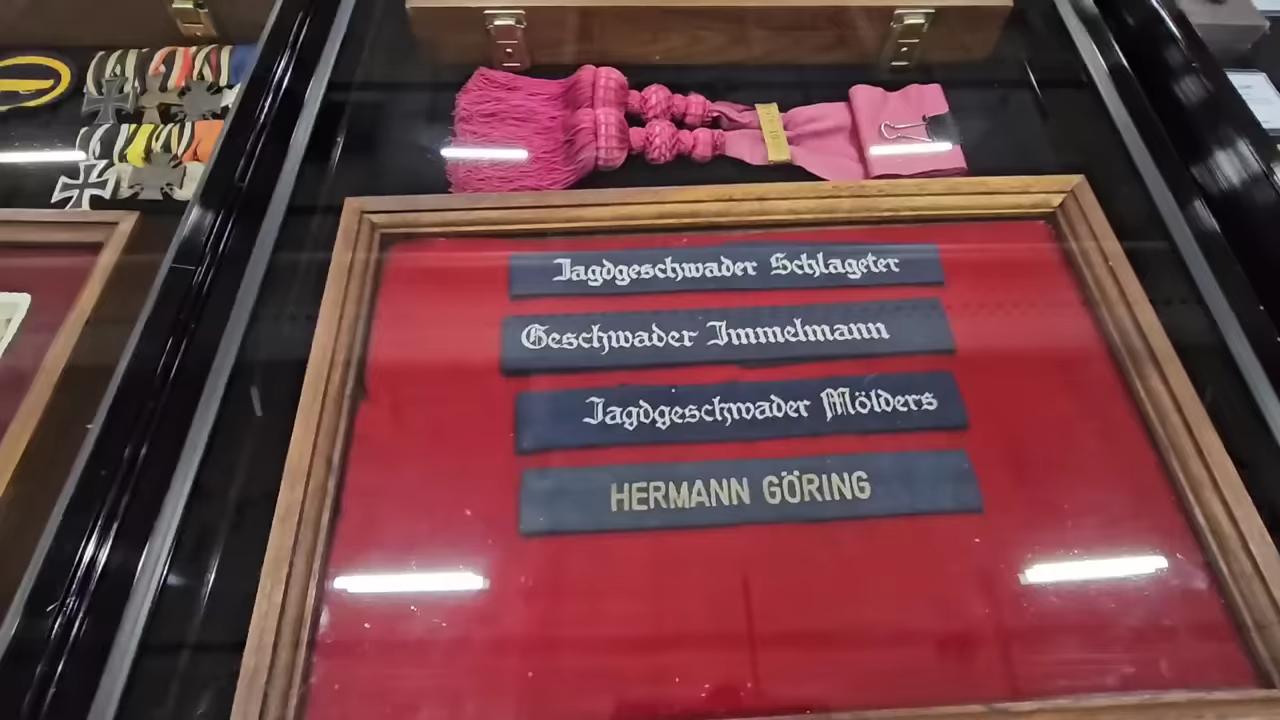 Jagdgeschwader Schlageter
Geschwader Immelmann
Jagdgeschwader Mölders
HERMANN GÖRING